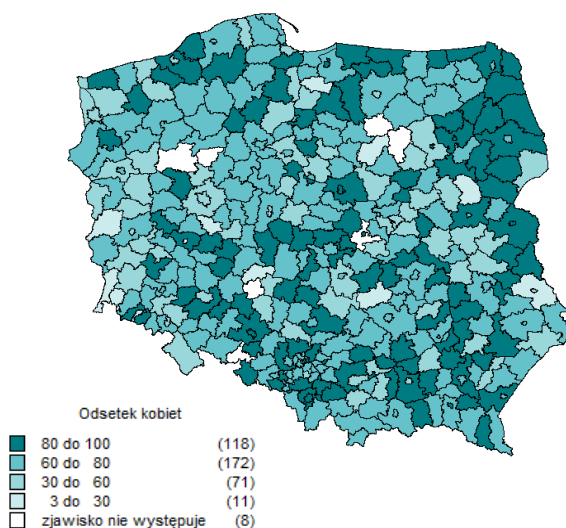 Odsetek kobiet
80 do 100 (118)
60 do 80 (172)
30 do 60 (71)
3 do 30 (11)
zjawisko nie występuje (8)